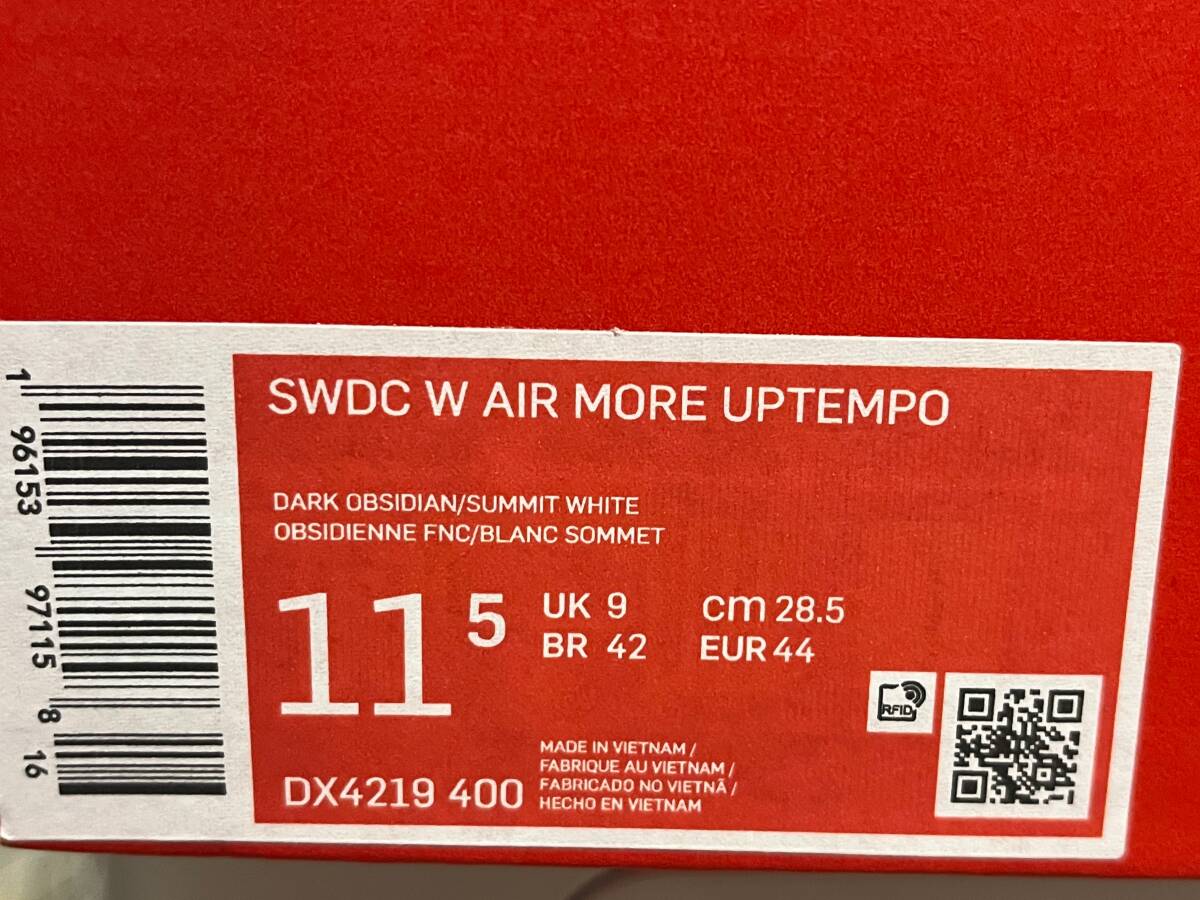 SWDC W AIR MORE UPTEMPO
DARK OBSIDIAN/SUMMIT WHITE
OBSIDIENNE FNC/BLANC SOMMET
11 5
UK 9
cm 28.5
BR 42
EUR 44
RFID
MADE IN VIETNAM /
FABRIQUE AU VIETNAM /
FABRICADO NO VIETNÃ /
HECHO EN VIETNAM
DX4219 400
1 96153 97115 8 16